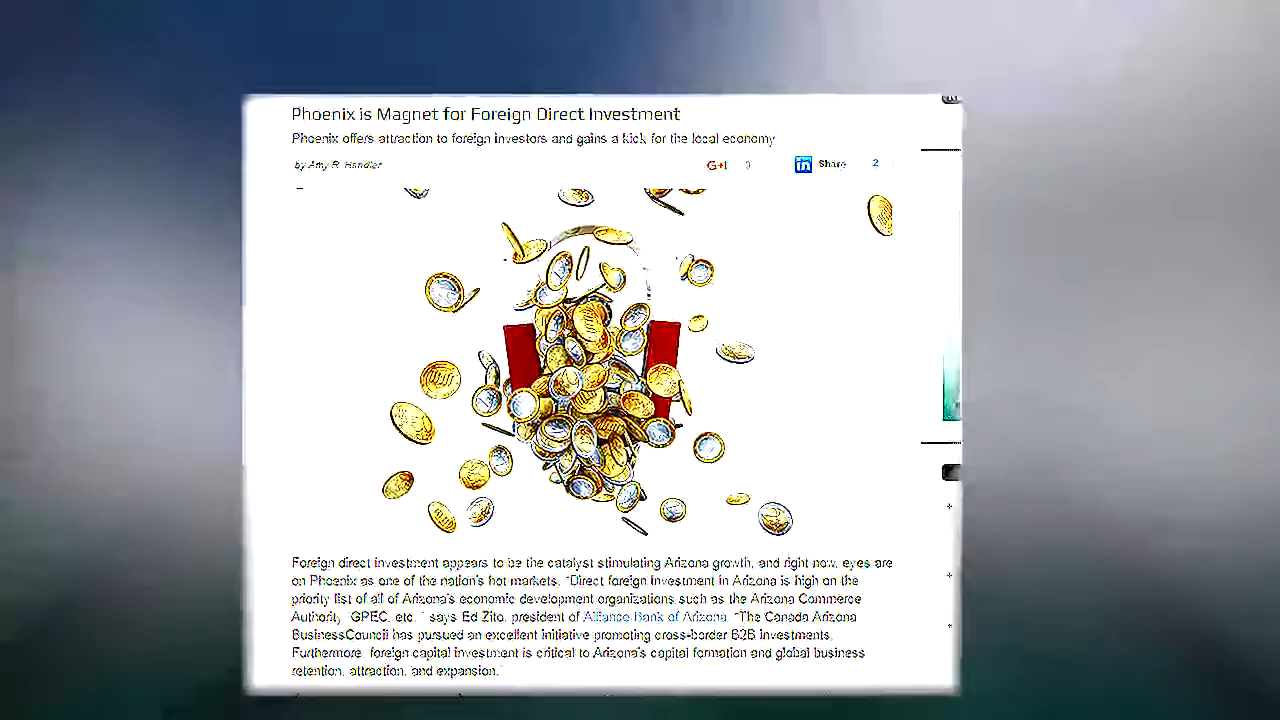 Phoenix is Magnet for Foreign Direct Investment
Phoenix offers attraction to foreign investors and gains a kick for the local economy
by Amy R. Handler
G+1
in Share 2
Foreign direct investment appears to be the catalyst stimulating Arizona growth, and right now, eyes are
on Phoenix as one of the nation's hot markets. "Direct foreign investment in Arizona is high on the
priority list of all of Arizona's economic development organizations such as the Arizona Commerce
Authority, GPEC, etc.," says Ed Zito, president of Alliance Bank of Arizona. "The Canada Arizona
BusinessCouncil has pursued an excellent initiative promoting cross-border B2B investments.
Furthermore, foreign capital investment is critical to Arizona's capital formation and global business
retention, attraction, and expansion."